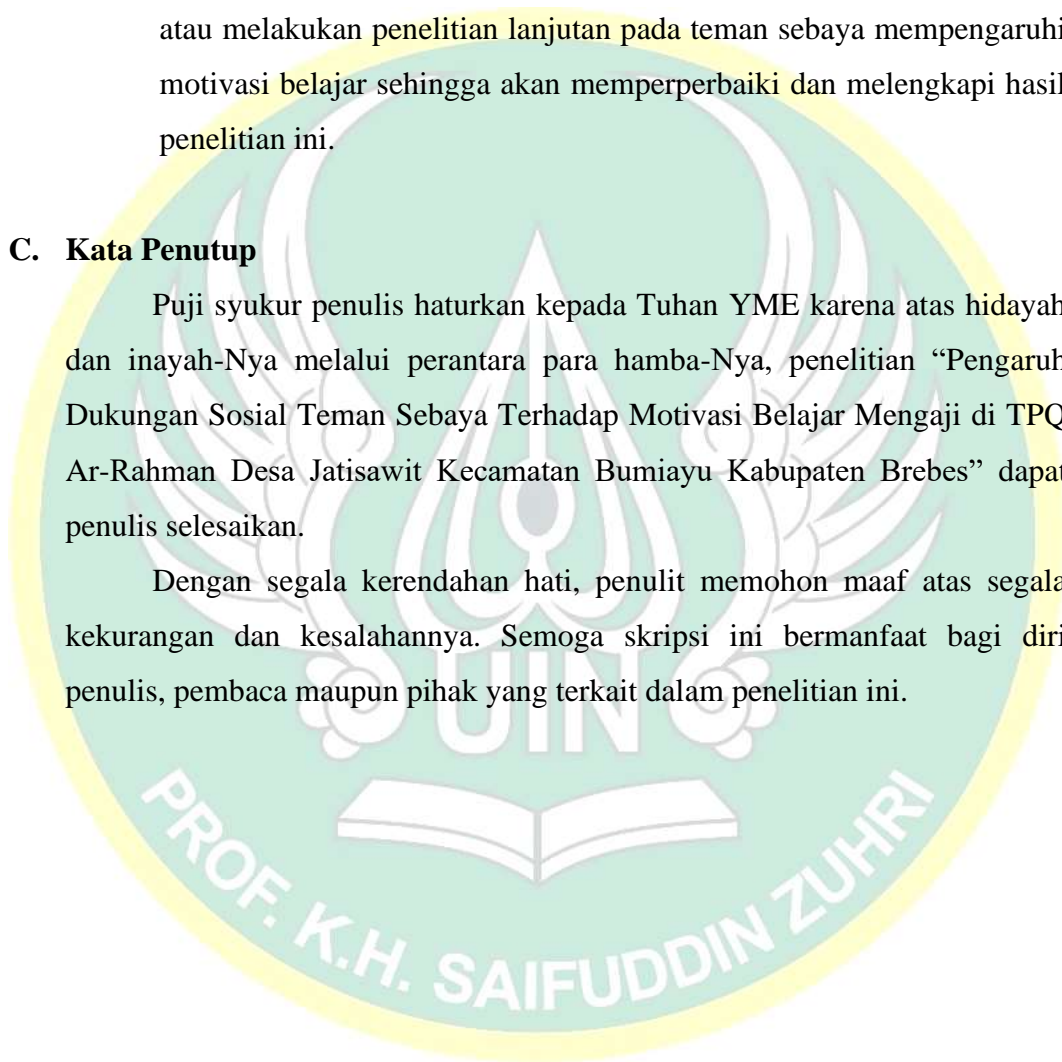 atau melakukan penelitian lanjutan pada teman sebaya mempengaruhi
motivasi belajar sehingga akan memperperbaiki dan melengkapi hasil
penelitian ini.
C. Kata Penutup
Puji syukur penulis haturkan kepada Tuhan YME karena atas hidayah
dan inayah-Nya melalui perantara para hamba-Nya, penelitian “Pengaruh
Dukungan Sosial Teman Sebaya Terhadap Motivasi Belajar Mengaji di TPQ
Ar-Rahman Desa Jatisawit Kecamatan Bumiayu Kabupaten Brebes” dapat
penulis selesaikan.
Dengan segala kerendahan hati, penulit memohon maaf atas segala
kekurangan dan kesalahannya. Semoga skripsi ini bermanfaat bagi diri
penulis, pembaca maupun pihak yang terkait dalam penelitian ini.
UIN
PROF. K.H. SAIFUDDIN ZUHRI